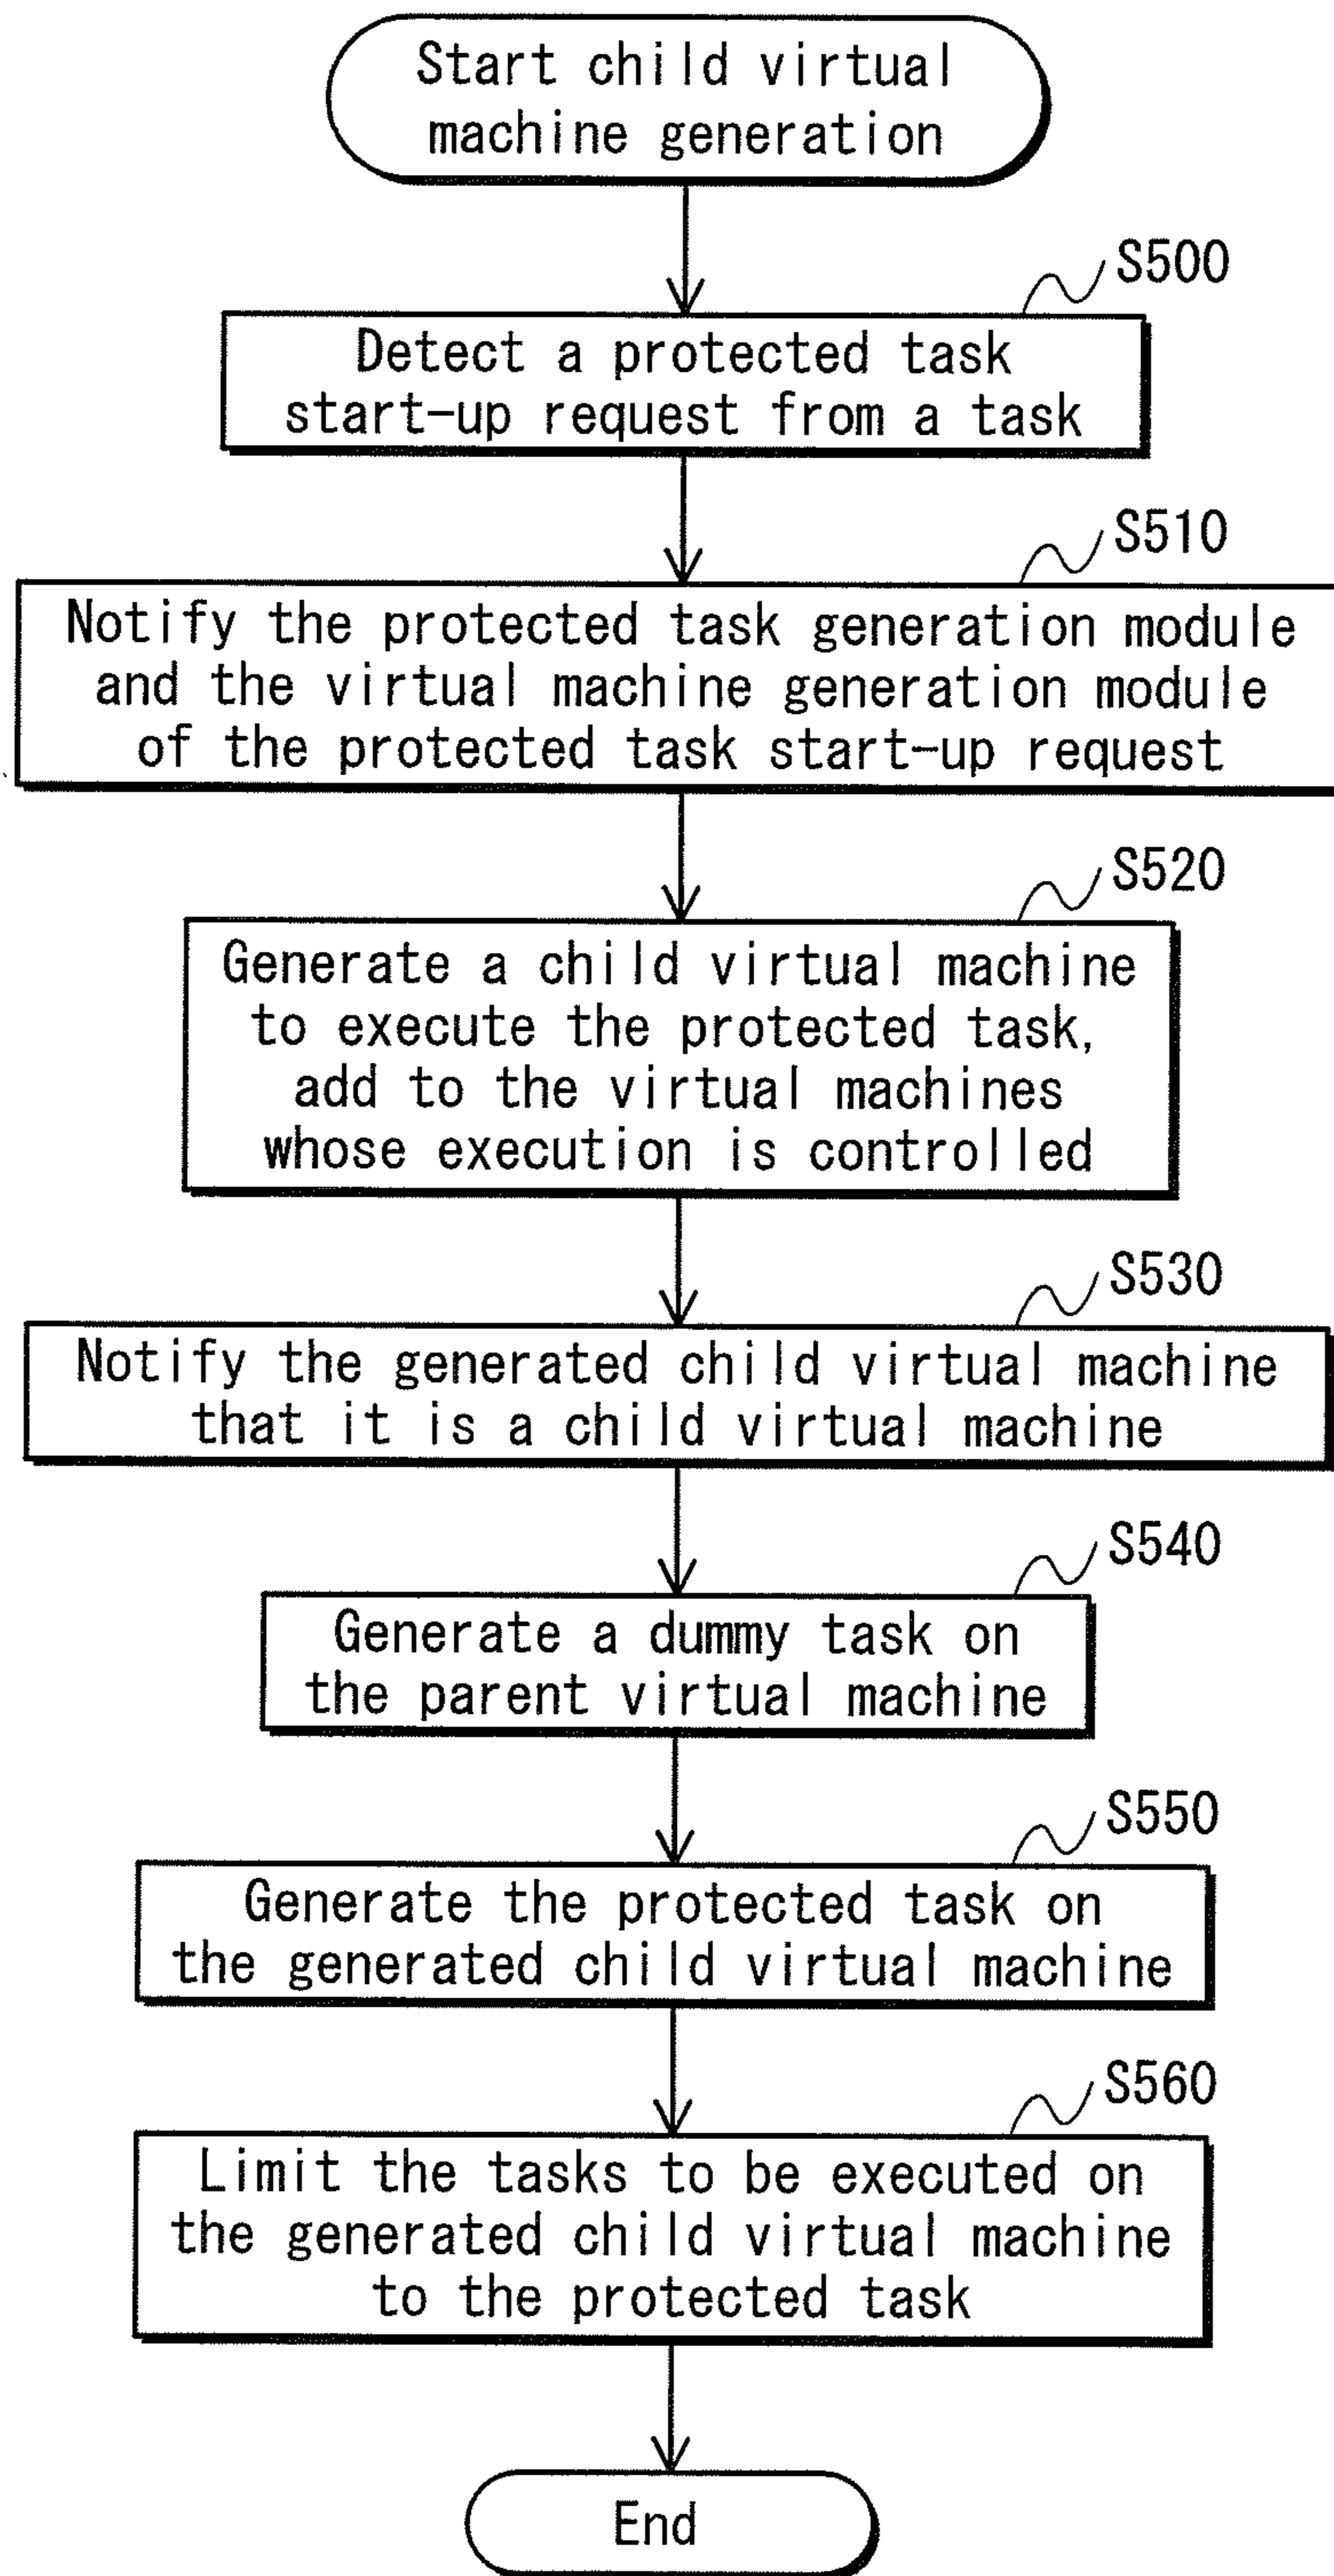 Start child virtual
machine generation
S500
Detect a protected task
start-up request from a task
S510
Notify the protected task generation module
and the virtual machine generation module
of the protected task start-up request
S520
Generate a child virtual machine
to execute the protected task,
add to the virtual machines
whose execution is controlled
S530
Notify the generated child virtual machine
that it is a child virtual machine
S540
Generate a dummy task on
the parent virtual machine
S550
Generate the protected task on
the generated child virtual machine
S560
Limit the tasks to be executed on
the generated child virtual machine
to the protected task
End